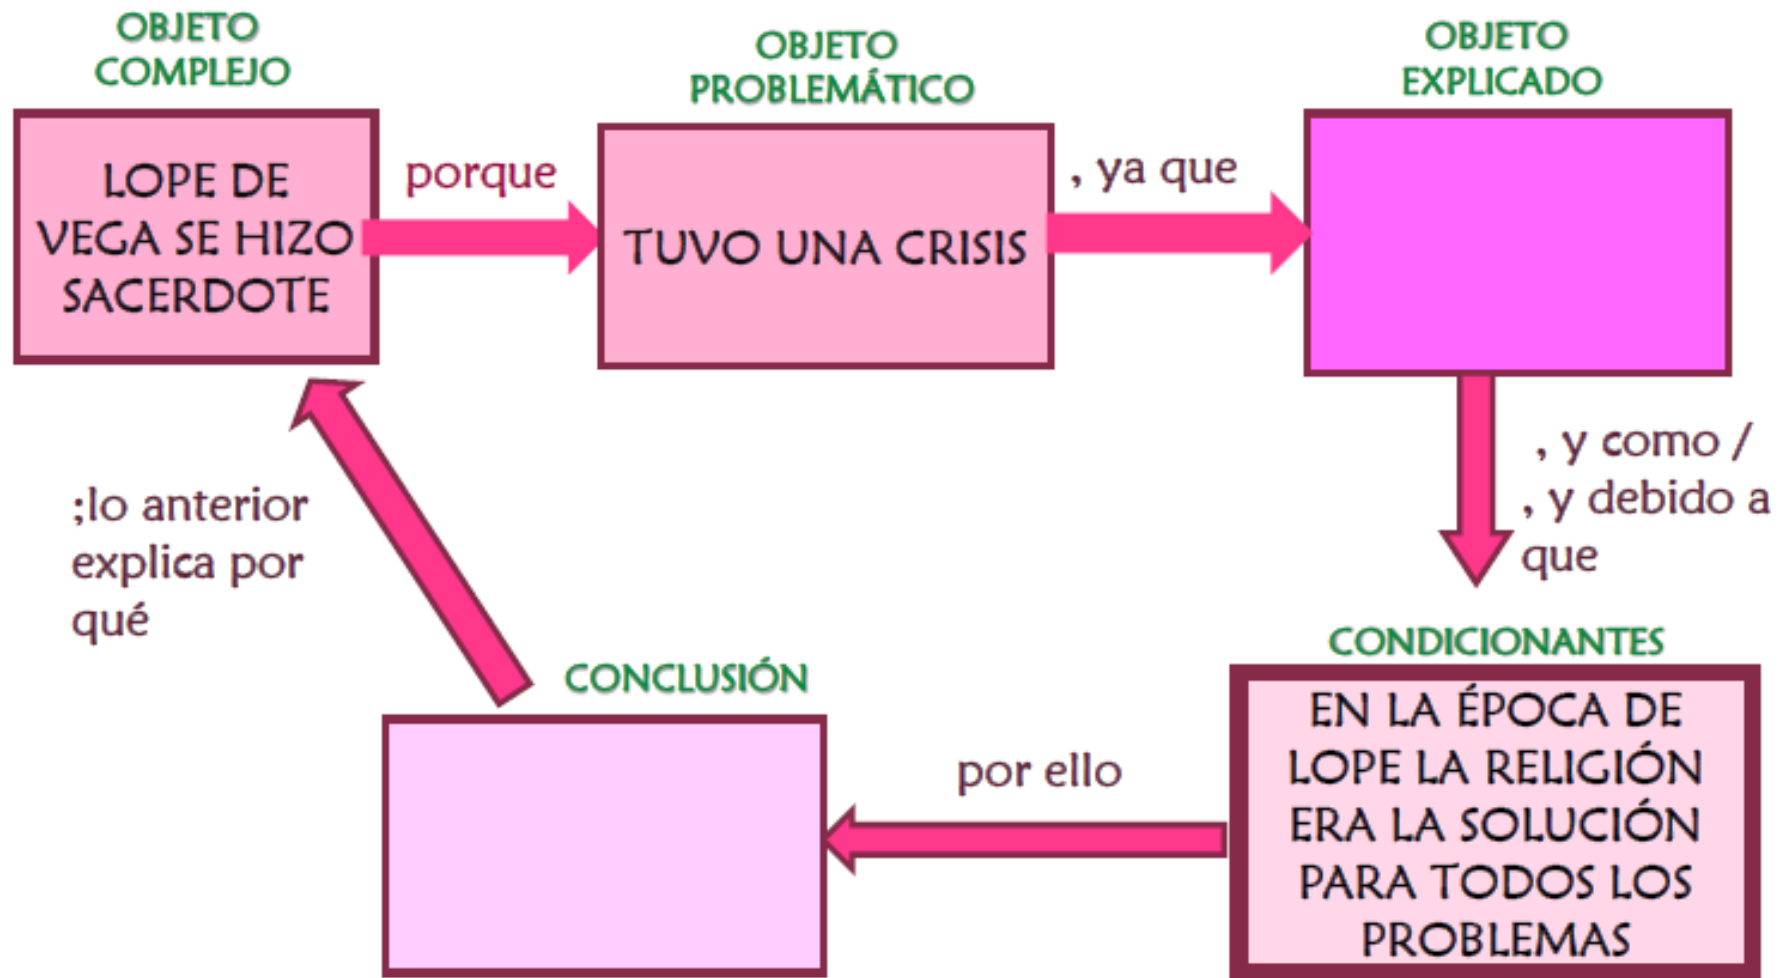 OBJETO
COMPLEJO
LOPE DE
VEGA SE HIZO
SACERDOTE
porque
OBJETO
PROBLEMÁTICO
TUVO UNA CRISIS
, ya que
OBJETO
EXPLICADO
, y como /
, y debido a
que
CONDICIONANTES
EN LA ÉPOCA DE
LOPE LA RELIGIÓN
ERA LA SOLUCIÓN
PARA TODOS LOS
PROBLEMAS
por ello
CONCLUSIÓN
;lo anterior
explica por
qué